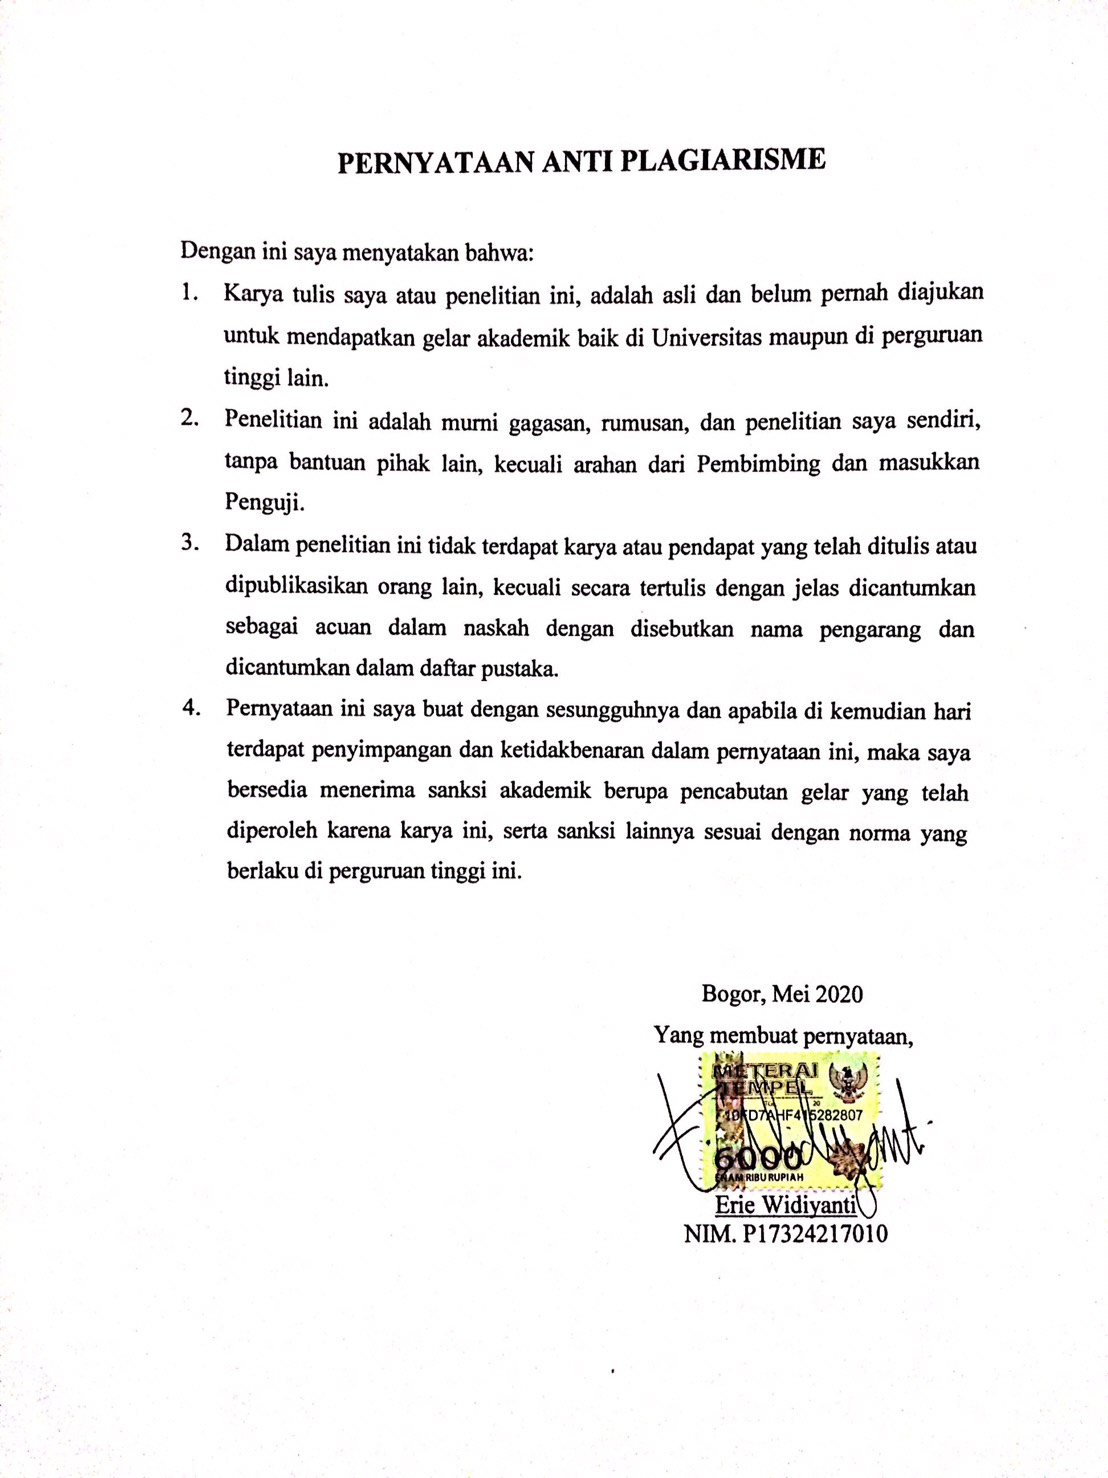 PERNYATAAN ANTI PLAGIARISME
Dengan ini saya menyatakan bahwa:
1. Karya tulis saya atau penelitian ini, adalah asli dan belum pernah diajukan
untuk mendapatkan gelar akademik baik di Universitas maupun di perguruan
tinggi lain.
2. Penelitian ini adalah murni gagasan, rumusan, dan penelitian saya sendiri,
tanpa bantuan pihak lain, kecuali arahan dari Pembimbing dan masukkan
Penguji.
3. Dalam penelitian ini tidak terdapat karya atau pendapat yang telah ditulis atau
dipublikasikan orang lain, kecuali secara tertulis dengan jelas dicantumkan
sebagai acuan dalam naskah dengan disebutkan nama pengarang dan
dicantumkan dalam daftar pustaka.
4. Pernyataan ini saya buat dengan sesungguhnya dan apabila di kemudian hari
terdapat penyimpangan dan ketidakbenaran dalam pernyataan ini, maka saya
bersedia menerima sanksi akademik berupa pencabutan gelar yang telah
diperoleh karena karya ini, serta sanksi lainnya sesuai dengan norma yang
berlaku di perguruan tinggi ini.
Bogor, Mei 2020
Yang membuat pernyataan,
METERAI
TEMPEL
20
6000
ENAM RIBU RUPIAH
Erie Widiyanti
NIM. P17324217010